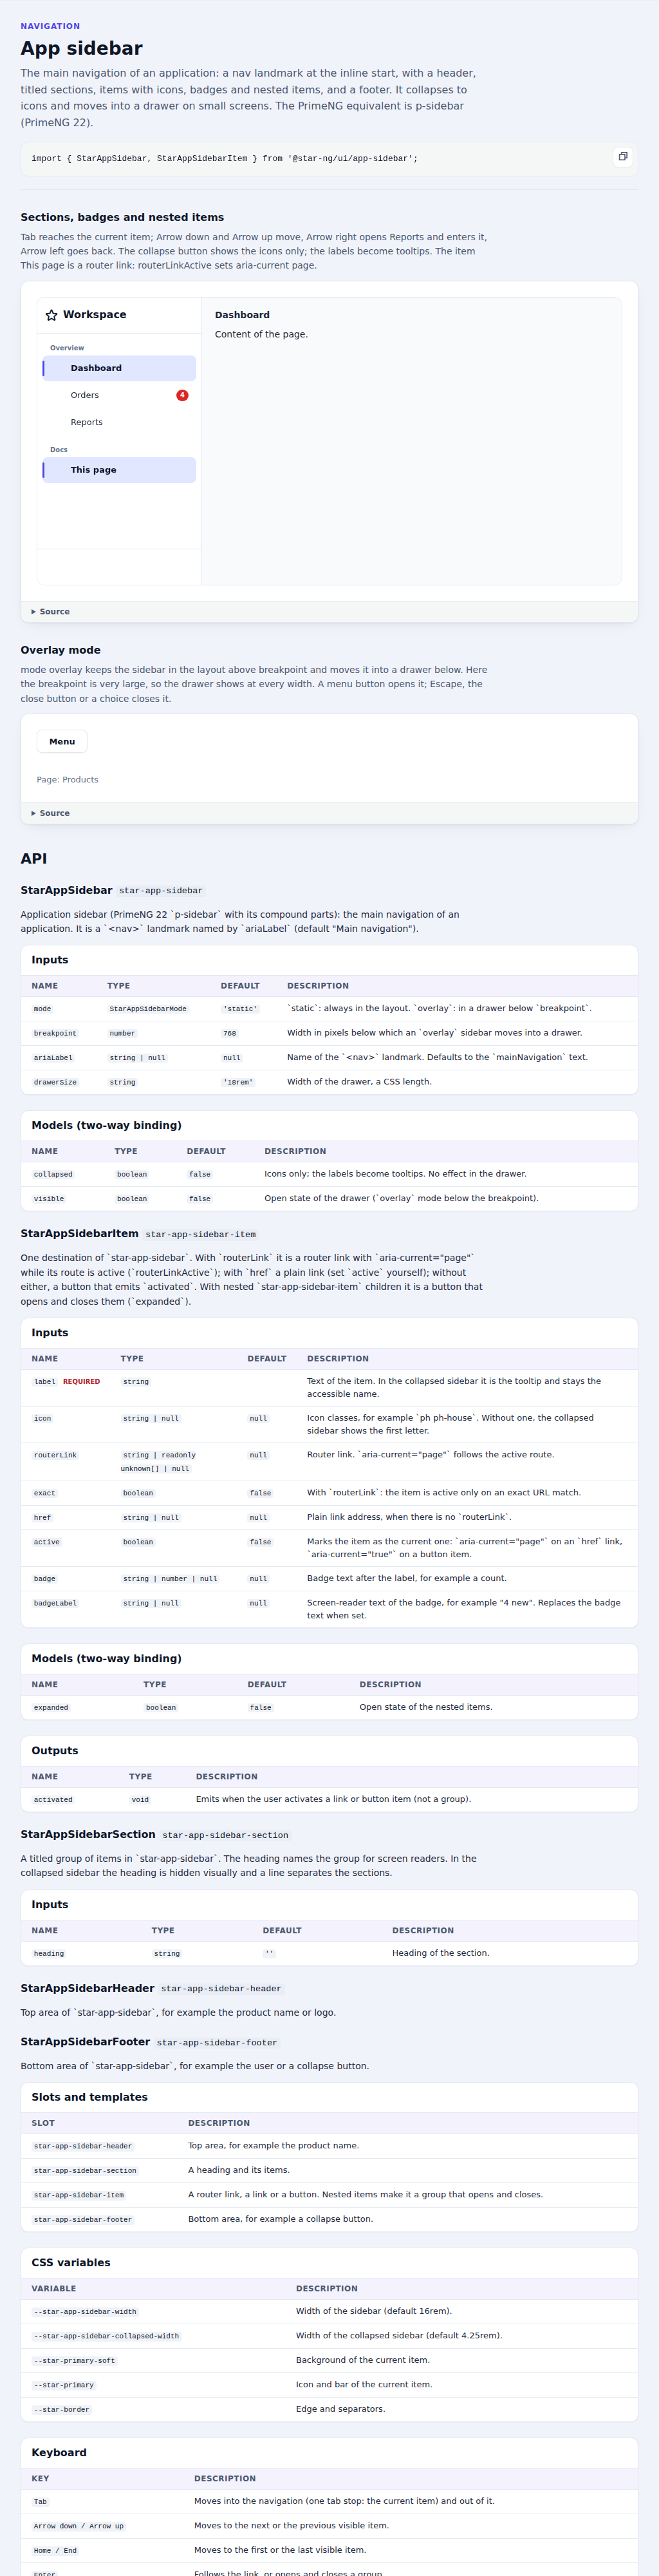 NAVIGATION
App sidebar
The main navigation of an application: a nav landmark at the inline start, with a header,
titled sections, items with icons, badges and nested items, and a footer. It collapses to
icons and moves into a drawer on small screens. The PrimeNG equivalent is p-sidebar
(PrimeNG 22).
import { StarAppSidebar, StarAppSidebarItem } from '@star-ng/ui/app-sidebar';
Sections, badges and nested items
Tab reaches the current item; Arrow down and Arrow up move, Arrow right opens Reports and enters it,
Arrow left goes back. The collapse button shows the icons only; the labels become tooltips. The item
This page is a router link: routerLinkActive sets aria-current page.
Workspace
Overview
Dashboard
Orders 4
Reports
Docs
This page
Dashboard
Content of the page.
Source
Overlay mode
mode overlay keeps the sidebar in the layout above breakpoint and moves it into a drawer below. Here
the breakpoint is very large, so the drawer shows at every width. A menu button opens it; Escape, the
close button or a choice closes it.
Menu
Page: Products
Source
API
StarAppSidebar star-app-sidebar
Application sidebar (PrimeNG 22 `p-sidebar` with its compound parts): the main navigation of an
application. It is a `<nav>` landmark named by `ariaLabel` (default "Main navigation").
Inputs
NAME TYPE DEFAULT DESCRIPTION
mode StarAppSidebarMode 'static' `static`: always in the layout. `overlay`: in a drawer below `breakpoint`.
breakpoint number 768 Width in pixels below which an `overlay` sidebar moves into a drawer.
ariaLabel string | null null Name of the `<nav>` landmark. Defaults to the `mainNavigation` text.
drawerSize string '18rem' Width of the drawer, a CSS length.
Models (two-way binding)
NAME TYPE DEFAULT DESCRIPTION
collapsed boolean false Icons only; the labels become tooltips. No effect in the drawer.
visible boolean false Open state of the drawer (`overlay` mode below the breakpoint).
StarAppSidebarItem star-app-sidebar-item
One destination of `star-app-sidebar`. With `routerLink` it is a router link with `aria-current="page"`
while its route is active (`routerLinkActive`); with `href` a plain link (set `active` yourself); without
either, a button that emits `activated`. With nested `star-app-sidebar-item` children it is a button that
opens and closes them (`expanded`).
Inputs
NAME TYPE DEFAULT DESCRIPTION
label REQUIRED string Text of the item. In the collapsed sidebar it is the tooltip and stays the
accessible name.
icon string | null null Icon classes, for example `ph ph-house`. Without one, the collapsed
sidebar shows the first letter.
routerLink string | readonly null Router link. `aria-current="page"` follows the active route.
unknown[] | null
exact boolean false With `routerLink`: the item is active only on an exact URL match.
href string | null null Plain link address, when there is no `routerLink`.
active boolean false Marks the item as the current one: `aria-current="page"` on an `href` link,
`aria-current="true"` on a button item.
badge string | number | null null Badge text after the label, for example a count.
badgeLabel string | null null Screen-reader text of the badge, for example "4 new". Replaces the badge
text when set.
Models (two-way binding)
NAME TYPE DEFAULT DESCRIPTION
expanded boolean false Open state of the nested items.
Outputs
NAME TYPE DESCRIPTION
activated void Emits when the user activates a link or button item (not a group).
StarAppSidebarSection star-app-sidebar-section
A titled group of items in `star-app-sidebar`. The heading names the group for screen readers. In the
collapsed sidebar the heading is hidden visually and a line separates the sections.
Inputs
NAME TYPE DEFAULT DESCRIPTION
heading string '' Heading of the section.
StarAppSidebarHeader star-app-sidebar-header
Top area of `star-app-sidebar`, for example the product name or logo.
StarAppSidebarFooter star-app-sidebar-footer
Bottom area of `star-app-sidebar`, for example the user or a collapse button.
Slots and templates
SLOT DESCRIPTION
star-app-sidebar-header Top area, for example the product name.
star-app-sidebar-section A heading and its items.
star-app-sidebar-item A router link, a link or a button. Nested items make it a group that opens and closes.
star-app-sidebar-footer Bottom area, for example a collapse button.
CSS variables
VARIABLE DESCRIPTION
--star-app-sidebar-width Width of the sidebar (default 16rem).
--star-app-sidebar-collapsed-width Width of the collapsed sidebar (default 4.25rem).
--star-primary-soft Background of the current item.
--star-primary Icon and bar of the current item.
--star-border Edge and separators.
Keyboard
KEY DESCRIPTION
Tab Moves into the navigation (one tab stop: the current item) and out of it.
Arrow down / Arrow up Moves to the next or the previous visible item.
Home / End Moves to the first or the last visible item.
Enter Follows the link, or opens and closes a group.